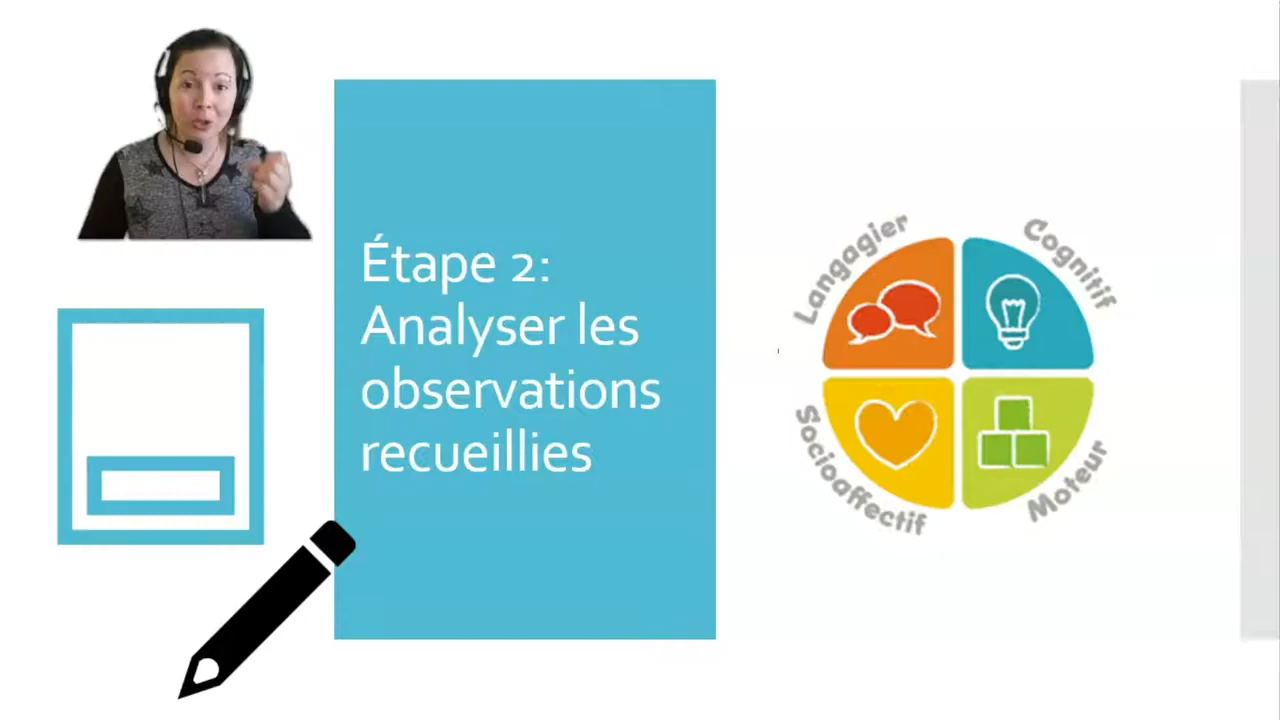 Étape 2:
Analyser les
observations
recueillies
Langagier
Cognitif
Socioaffectif
Moteur